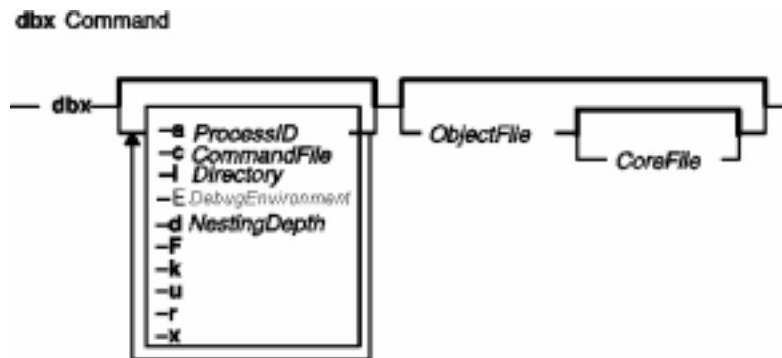 dbx Command
dbx
-a ProcessID
-c CommandFile
-I Directory
-E DebugEnvironment
-d NestingDepth
-F
-k
-u
-r
-x
ObjectFile
CoreFile